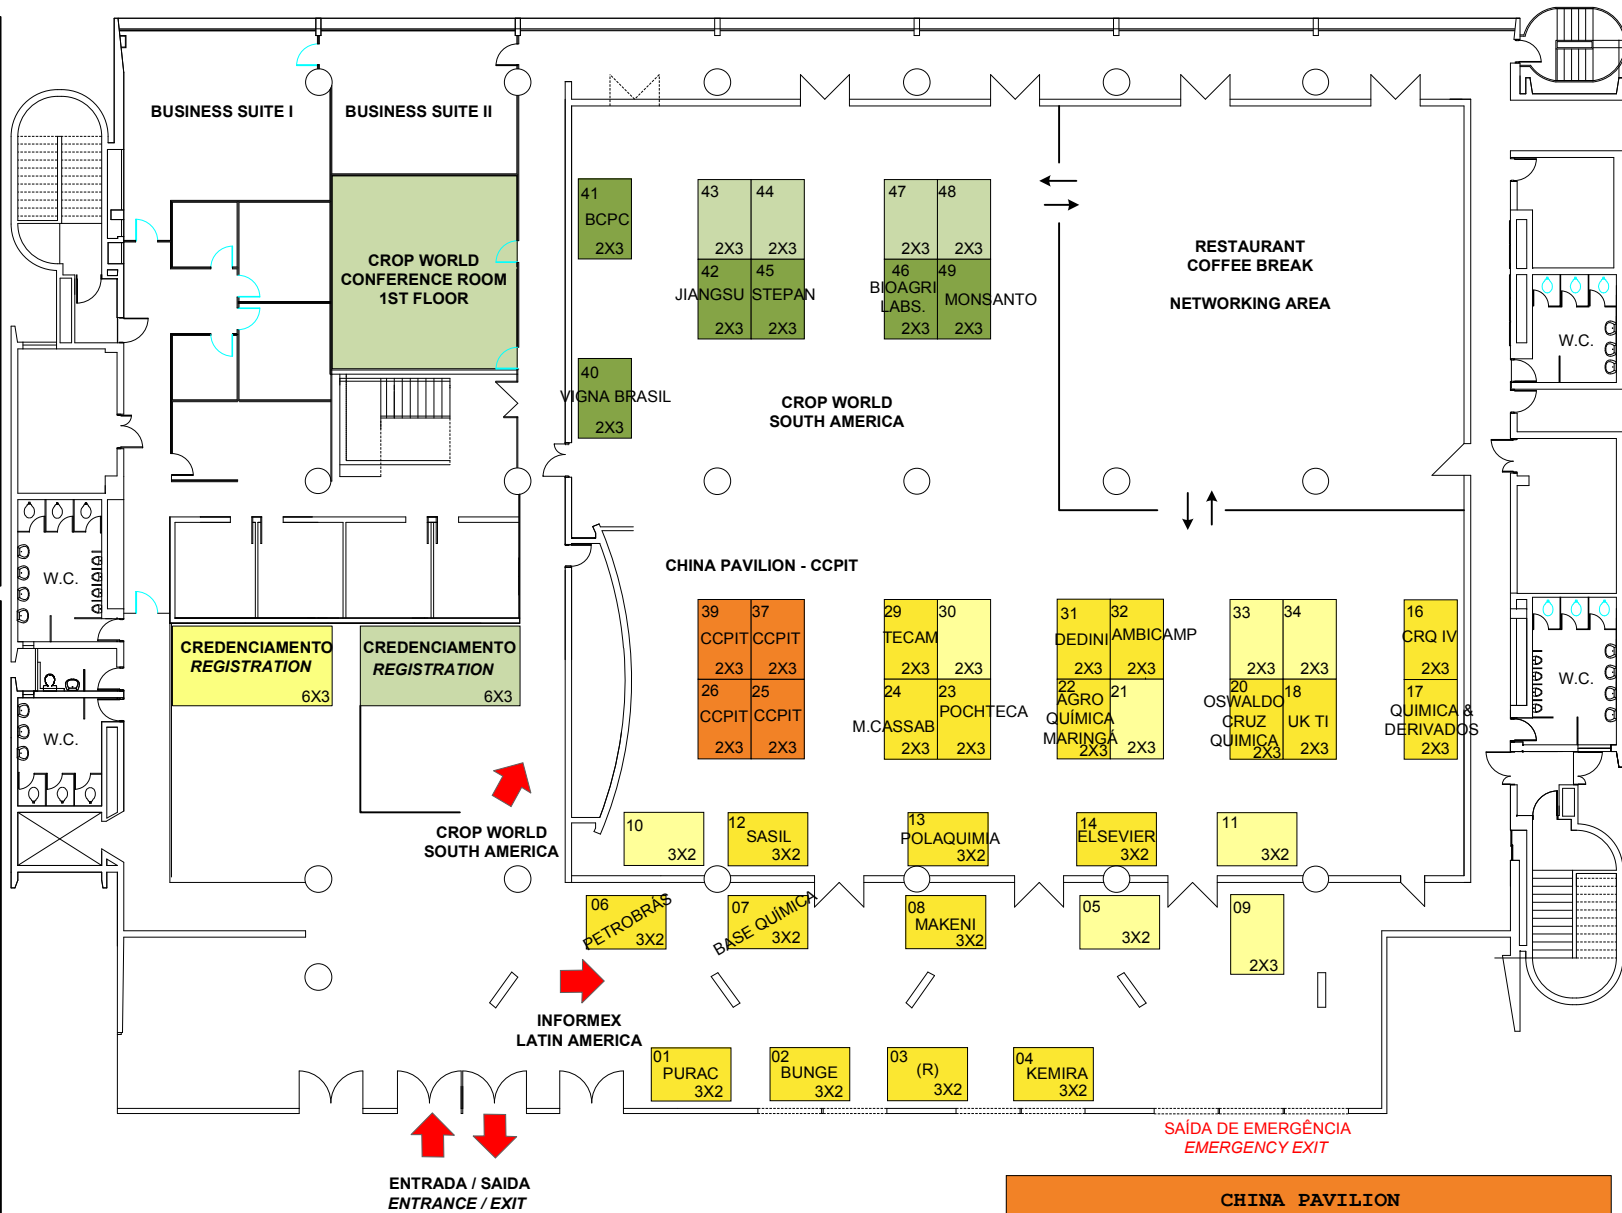 BUSINESS SUITE I
BUSINESS SUITE II
CROP WORLD
CONFERENCE ROOM
1ST FLOOR
41
BCPC
2X3
43
2X3
44
2X3
47
2X3
48
2X3
42
JIANGSU
2X3
45
STEPAN
2X3
46
BIOAGRI
LABS.
2X3
49
MONSANTO
2X3
RESTAURANT
COFFEE BREAK
NETWORKING AREA
W.C.
40
VIGNA BRASIL
2X3
CROP WORLD
SOUTH AMERICA
CHINA PAVILION - CCPIT
W.C.
CREDENCIAMENTO
REGISTRATION
6X3
CREDENCIAMENTO
REGISTRATION
6X3
39
CCPIT
2X3
37
CCPIT
2X3
29
TECAM
2X3
30
2X3
31
DEDINI
2X3
32
AMBICAMP
2X3
33
2X3
34
2X3
16
CRQ IV
2X3
26
CCPIT
2X3
25
CCPIT
2X3
24
M.CASSAB
2X3
23
POCHTECA
2X3
22
AGRO
QUÍMICA
MARINGÁ
2X3
21
2X3
20
OSWALDO
CRUZ
QUIMICA
2X3
18
UK TI
2X3
17
QUIMICA &
DERIVADOS
2X3
W.C.
W.C.
CROP WORLD
SOUTH AMERICA
10
3X2
12
SASIL
3X2
13
POLAQUIMIA
3X2
14
ELSEVIER
3X2
11
3X2
06
PETROBRÁS
3X2
07
BASE QUÍMICA
3X2
08
MAKENI
3X2
05
3X2
09
2X3
INFORMEX
LATIN AMERICA
01
PURAC
3X2
02
BUNGE
3X2
03
(R)
3X2
04
KEMIRA
3X2
SAÍDA DE EMERGÊNCIA
EMERGENCY EXIT
ENTRADA / SAIDA
ENTRANCE / EXIT
CHINA PAVILION